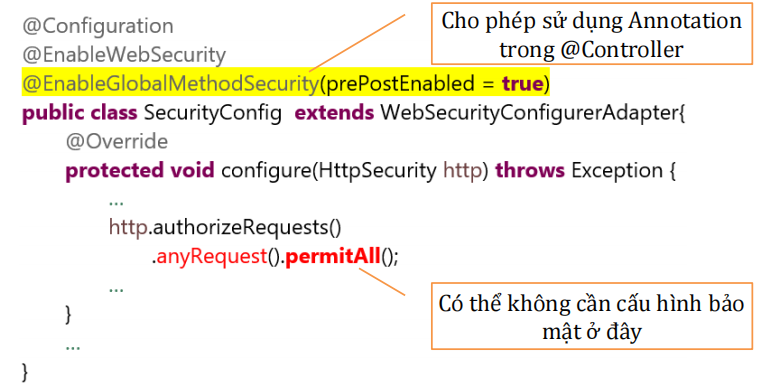 @Configuration
@EnableWebSecurity
@EnableGlobalMethodSecurity(prePostEnabled = true)
public class SecurityConfig extends WebSecurityConfigurerAdapter{
@Override
protected void configure(HttpSecurity http) throws Exception {
...
http.authorizeRequests()
.anyRequest().permitAll();
...
}
...
}
Cho phép sử dụng Annotation
trong @Controller
Có thể không cần cấu hình bảo
mật ở đây